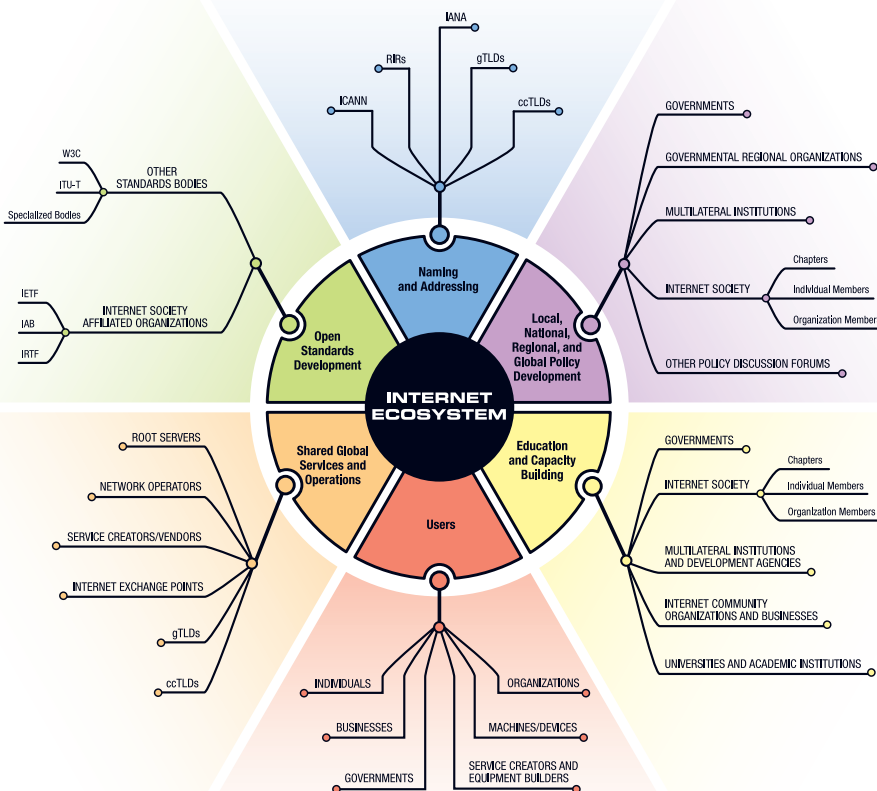 IANA
RIRs
gTLDs
ICANN
ccTLDs
W3C
ITU-T
Specialized Bodies
OTHER
STANDARDS BODIES
IETF
IAB
IRTF
INTERNET SOCIETY
AFFILIATED ORGANIZATIONS
GOVERNMENTS
GOVERNMENTAL REGIONAL ORGANIZATIONS
MULTILATERAL INSTITUTIONS
INTERNET SOCIETY
Chapters
Individual Members
Organization Member
OTHER POLICY DISCUSSION FORUMS
Naming
and Addressing
Open
Standards
Development
Local,
National,
Regional, and
Global Policy
Development
INTERNET
ECOSYSTEM
Shared Global
Services and
Operations
Education
and Capacity
Building
Users
ROOT SERVERS
NETWORK OPERATORS
SERVICE CREATORS/VENDORS
INTERNET EXCHANGE POINTS
gTLDs
ccTLDs
GOVERNMENTS
INTERNET SOCIETY
Chapters
Individual Members
Organization Members
MULTILATERAL INSTITUTIONS
AND DEVELOPMENT AGENCIES
INTERNET COMMUNITY
ORGANIZATIONS AND BUSINESSES
UNIVERSITIES AND ACADEMIC INSTITUTIONS
INDIVIDUALS
BUSINESSES
GOVERNMENTS
ORGANIZATIONS
MACHINES/DEVICES
SERVICE CREATORS AND
EQUIPMENT BUILDERS